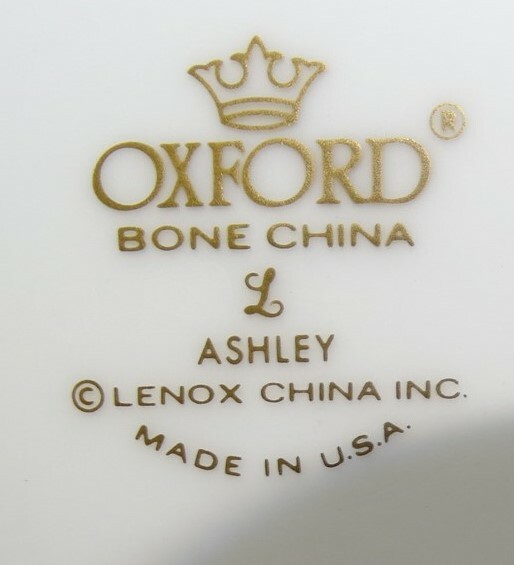 OXFORD ®
BONE CHINA
L
ASHLEY
© LENOX CHINA INC.
MADE IN U.S.A.